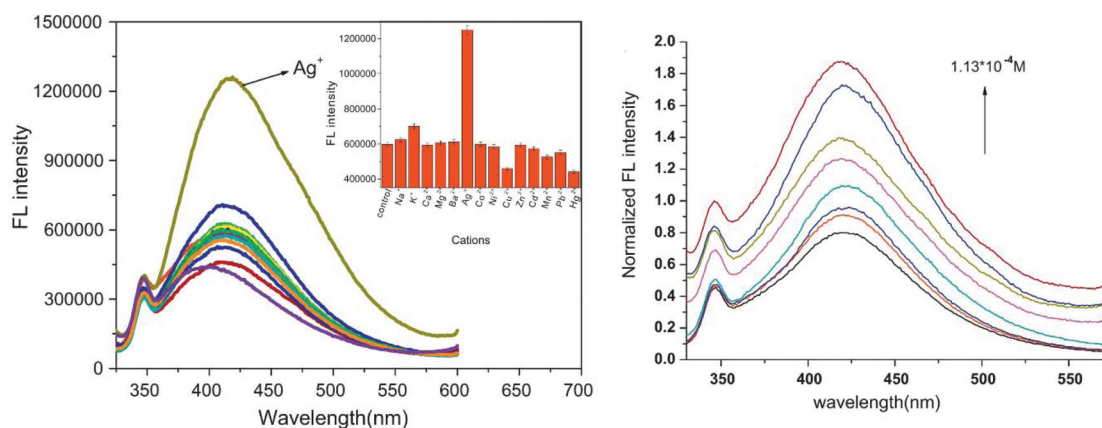 1500000
1200000
900000
600000
300000
0
350
400
450
500
550
600
650
700
FL intensity
Wavelength(nm)
Ag+
1200000
1000000
800000
600000
400000
FL intensity
control
Na+
K+
Ca2+
Mg2+
Ba2+
Ag+
Co2+
Ni2+
Cu2+
Zn2+
Cd2+
Mn2+
Pb2+
Hg2+
Cations
2.0
1.8
1.6
1.4
1.2
1.0
0.8
0.6
0.4
0.2
0.0
350
400
450
500
550
Normalized FL intensity
wavelength(nm)
1.13*10-4M